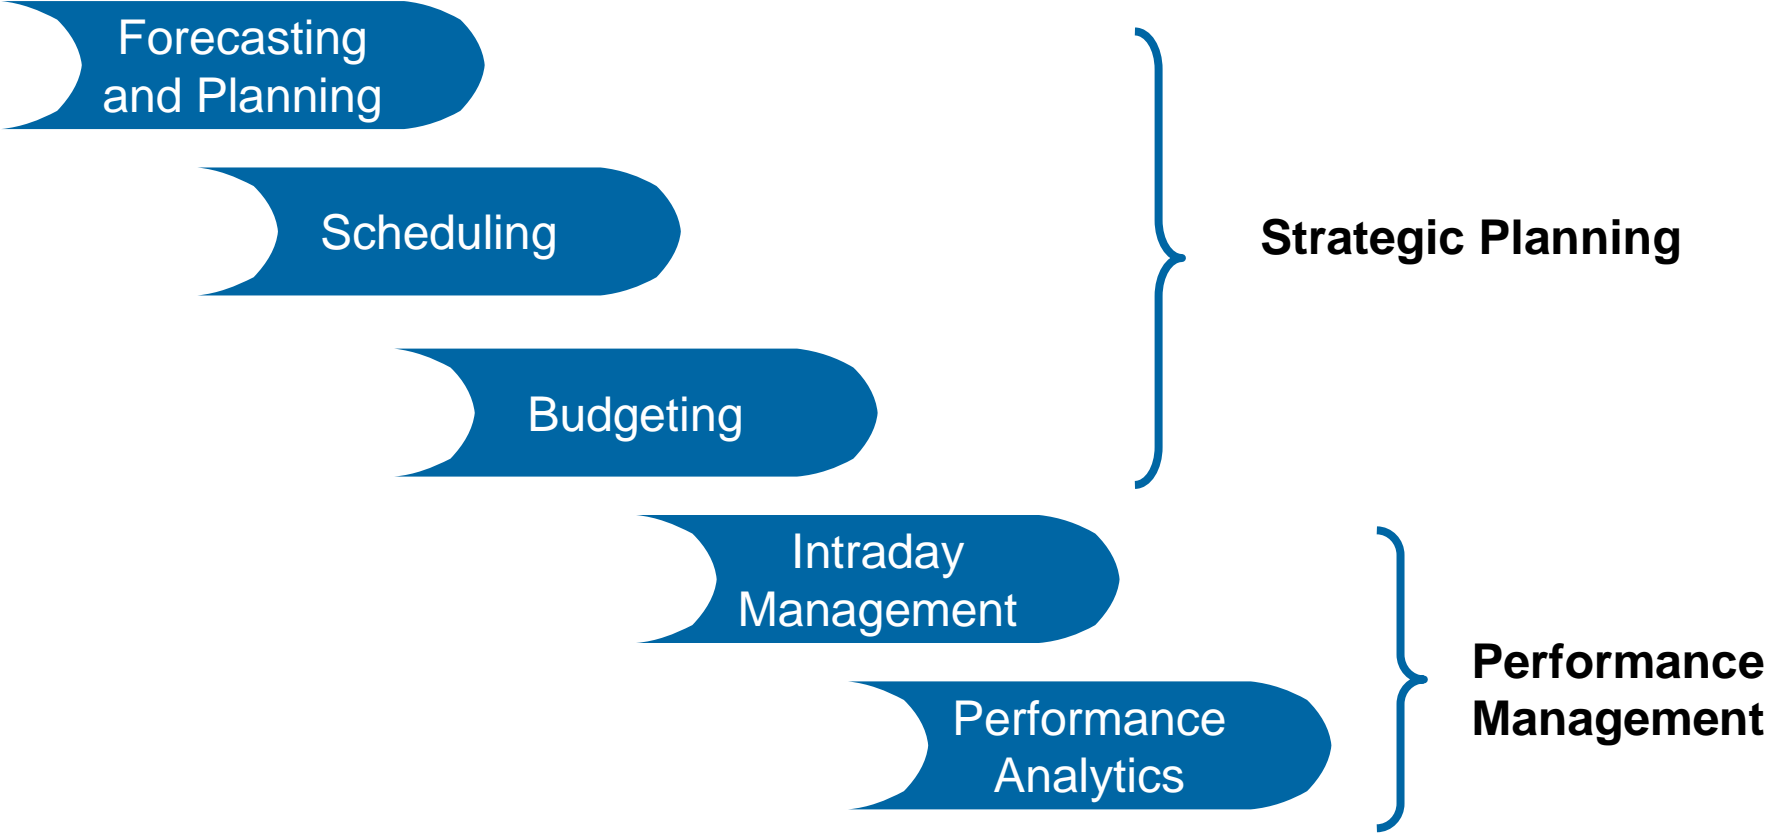 Forecasting
and Planning
Scheduling
Strategic Planning
Budgeting
Intraday
Management
Performance
Management
Performance
Analytics